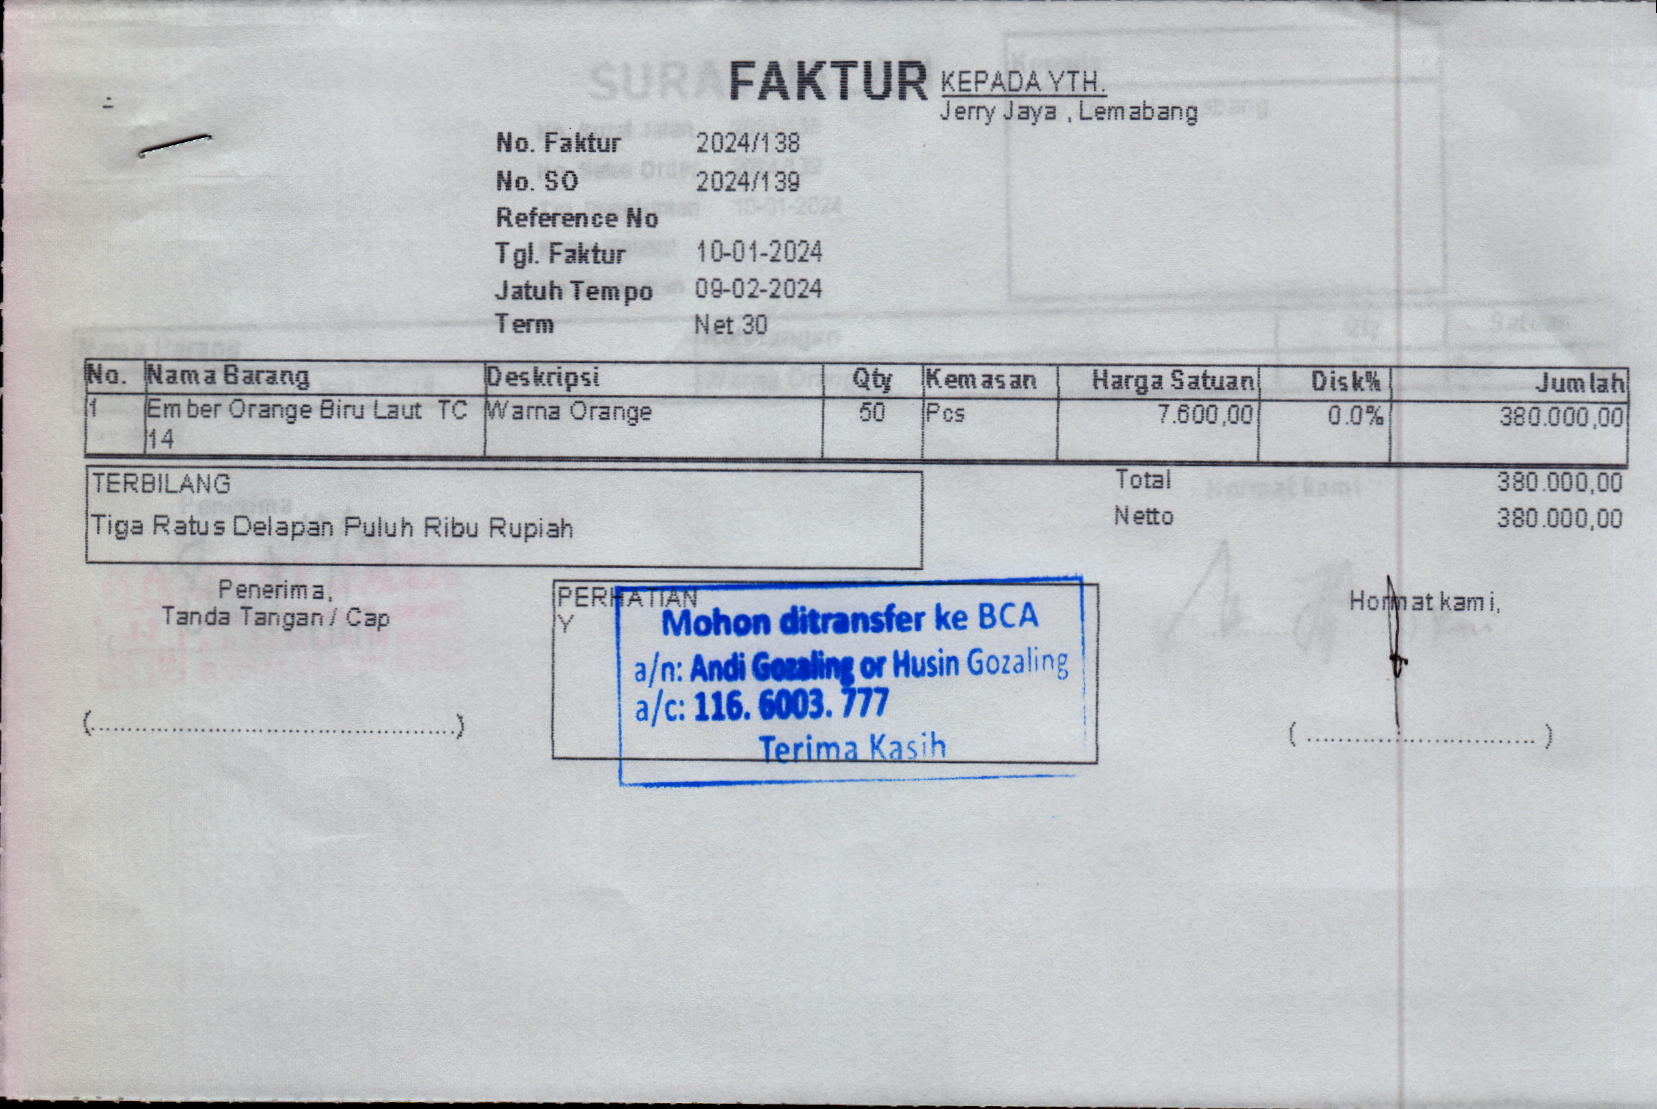 FAKTUR
KEPADA YTH.
Jerry Jaya , Lemabang
No. Faktur 2024/138
No. SO 2024/139
Reference No
Tgl. Faktur 10-01-2024
Jatuh Tempo 09-02-2024
Term Net 30
No. Nama Barang Deskripsi Qty Kemasan Harga Satuan Disk% Jumlah
1 Ember Orange Biru Laut TC 14 Warna Orange 50 Pcs 7.600,00 0.0% 380.000,00
TERBILANG
Tiga Ratus Delapan Puluh Ribu Rupiah
Total 380.000,00
Netto 380.000,00
Penerima,
Tanda Tangan / Cap
(..................................................)
PERHATIAN
Y
Mohon ditransfer ke BCA
a/n: Andi Gozaling or Husin Gozaling
a/c: 116. 6003. 777
Terima Kasih
Hormat kami,
( ............................... )